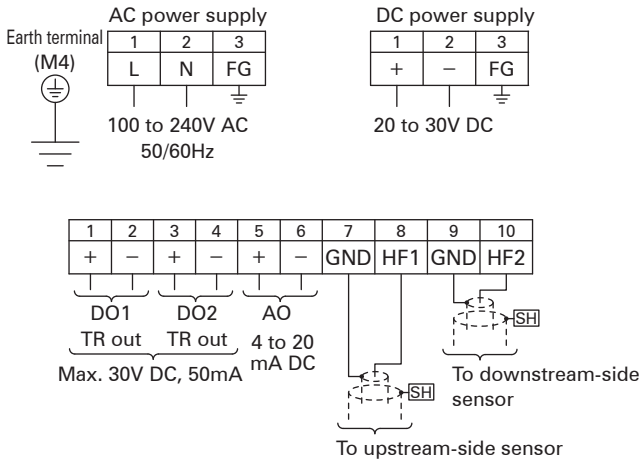 AC power supply
DC power supply
Earth terminal
(M4)
1 2 3
L N FG
100 to 240V AC
50/60Hz
1 2 3
+ − FG
20 to 30V DC
1 2 3 4 5 6 7 8 9 10
+ − + − + − GND HF1 GND HF2
DO1 DO2 AO
TR out TR out 4 to 20
mA DC
Max. 30V DC, 50mA
SH
To downstream-side
sensor
SH
To upstream-side sensor